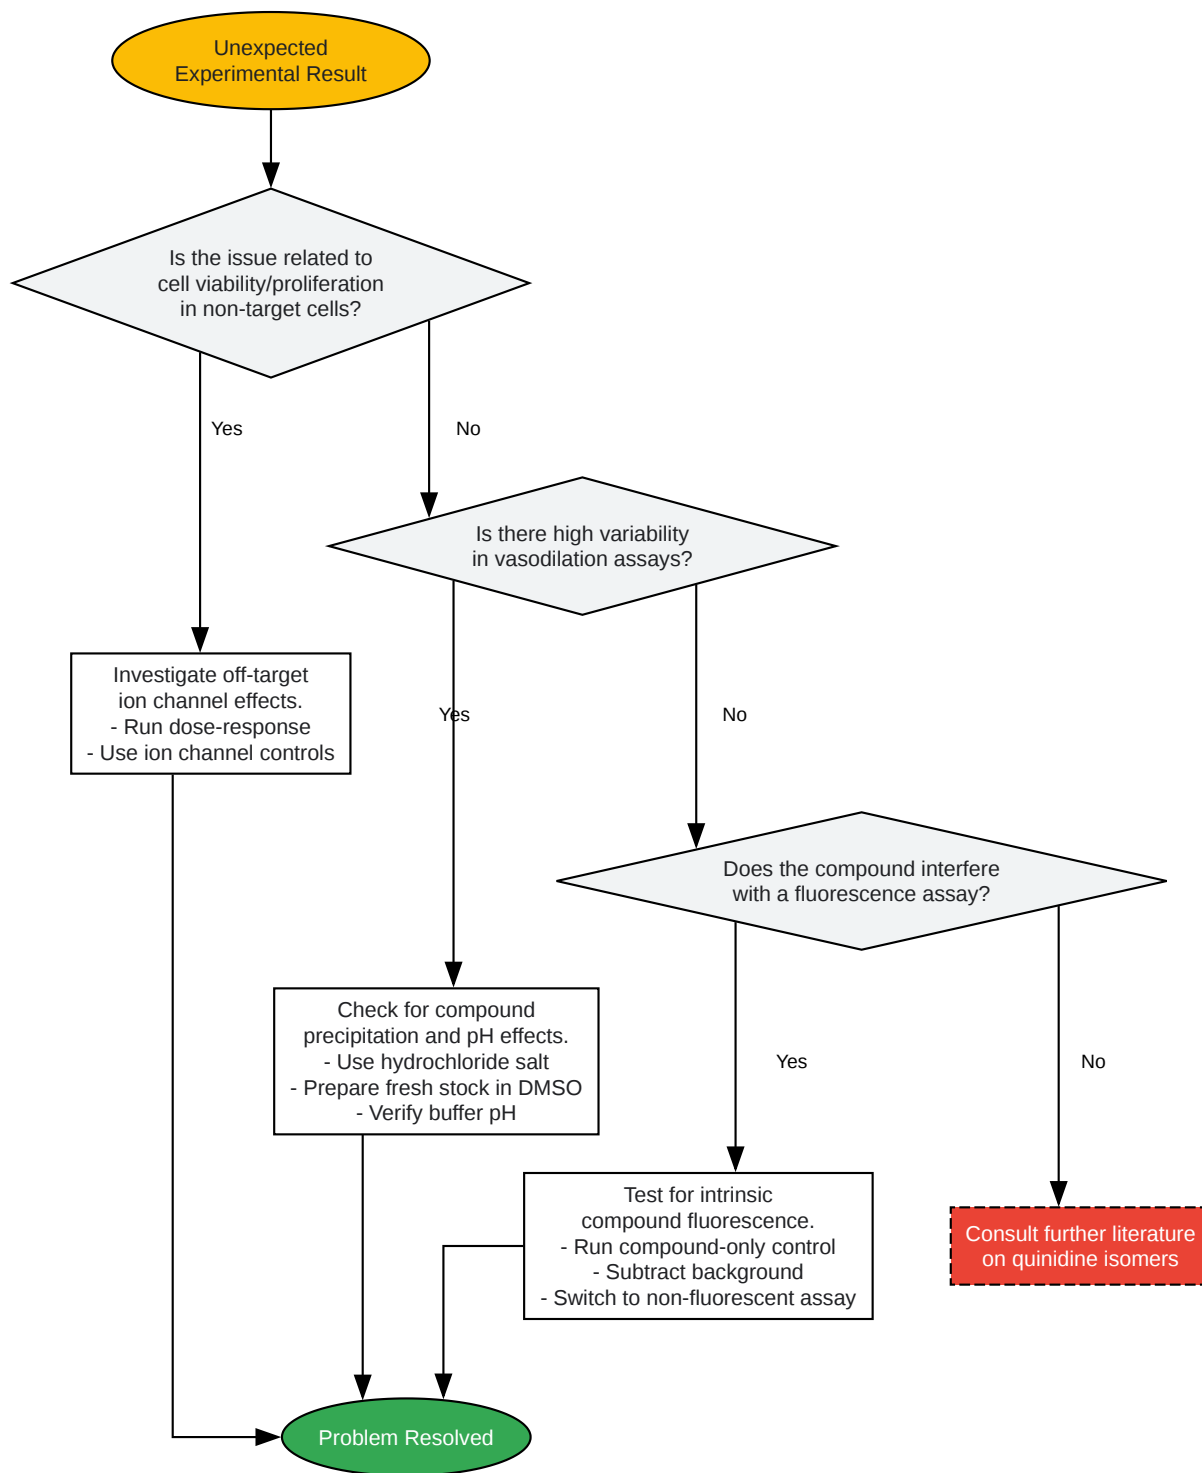 Unexpected
Experimental Result
Is the issue related to
cell viability/proliferation
in non-target cells?
Yes
No
Is there high variability
in vasodilation assays?
Investigate off-target
ion channel effects.
- Run dose-response
- Use ion channel controls
Yes
No
Does the compound interfere
with a fluorescence assay?
Check for compound
precipitation and pH effects.
- Use hydrochloride salt
- Prepare fresh stock in DMSO
- Verify buffer pH
Yes
No
Test for intrinsic
compound fluorescence.
- Run compound-only control
- Subtract background
- Switch to non-fluorescent assay
Consult further literature
on quinidine isomers
Problem Resolved